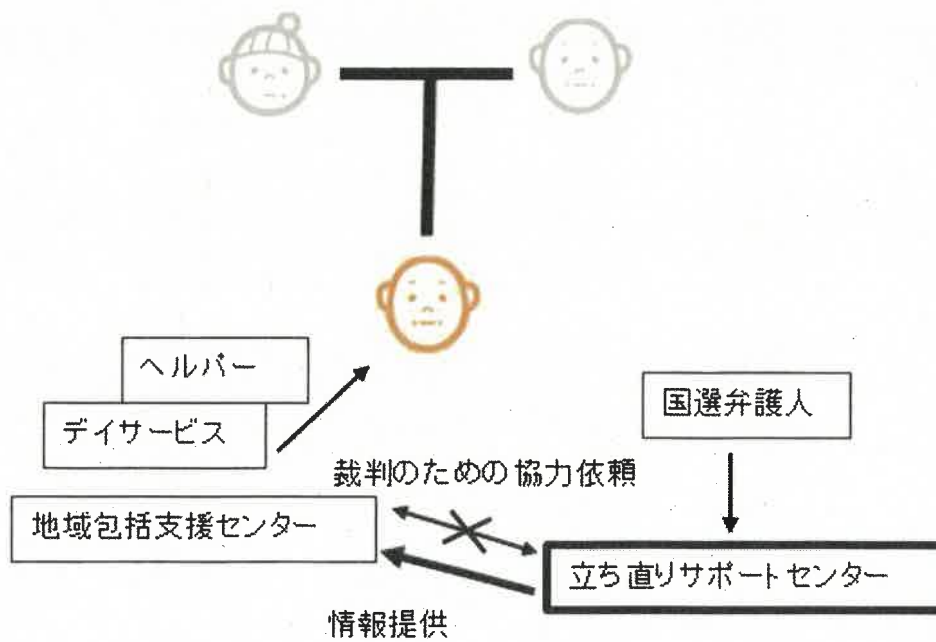 ヘルパー
デイサービス
国選弁護人
裁判のための協力依頼
地域包括支援センター
立ち直りサポートセンター
情報提供